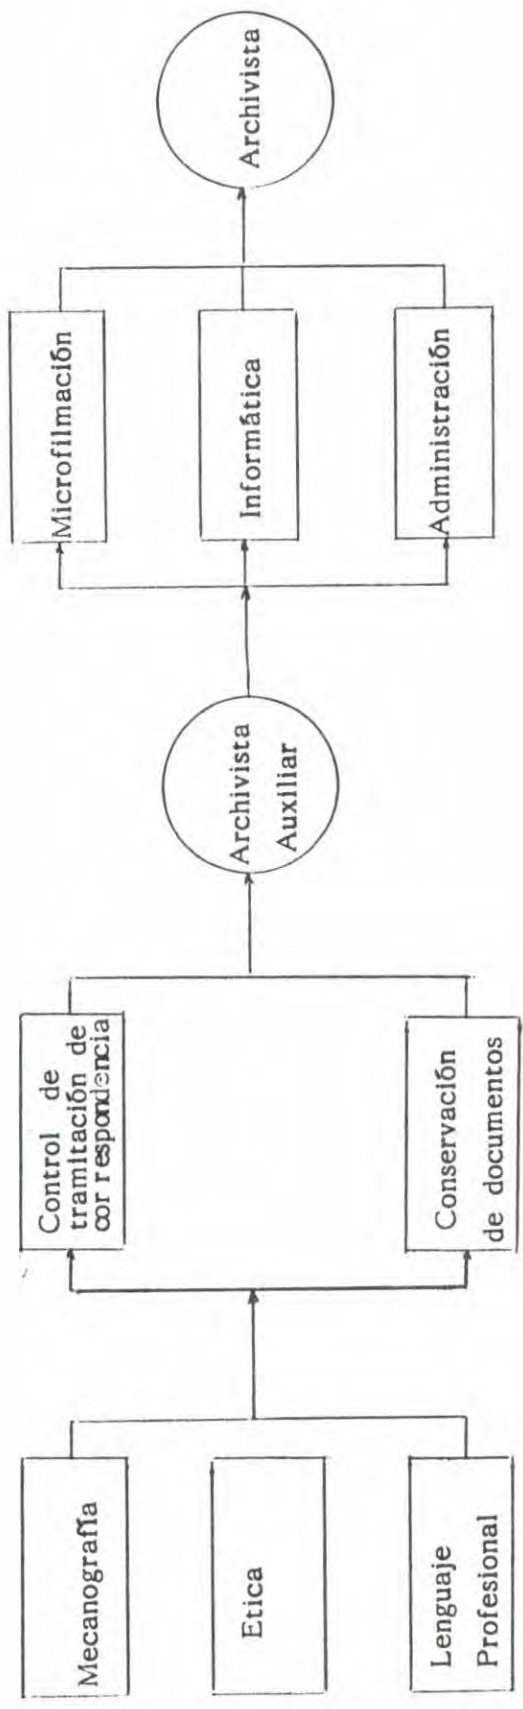 Mecanografía
Etica
Lenguaje
Profesional
Control de
tramitación de
correspondencia
Conservación
de documentos
Archivista
Auxiliar
Microfilmación
Informática
Administración
Archivista